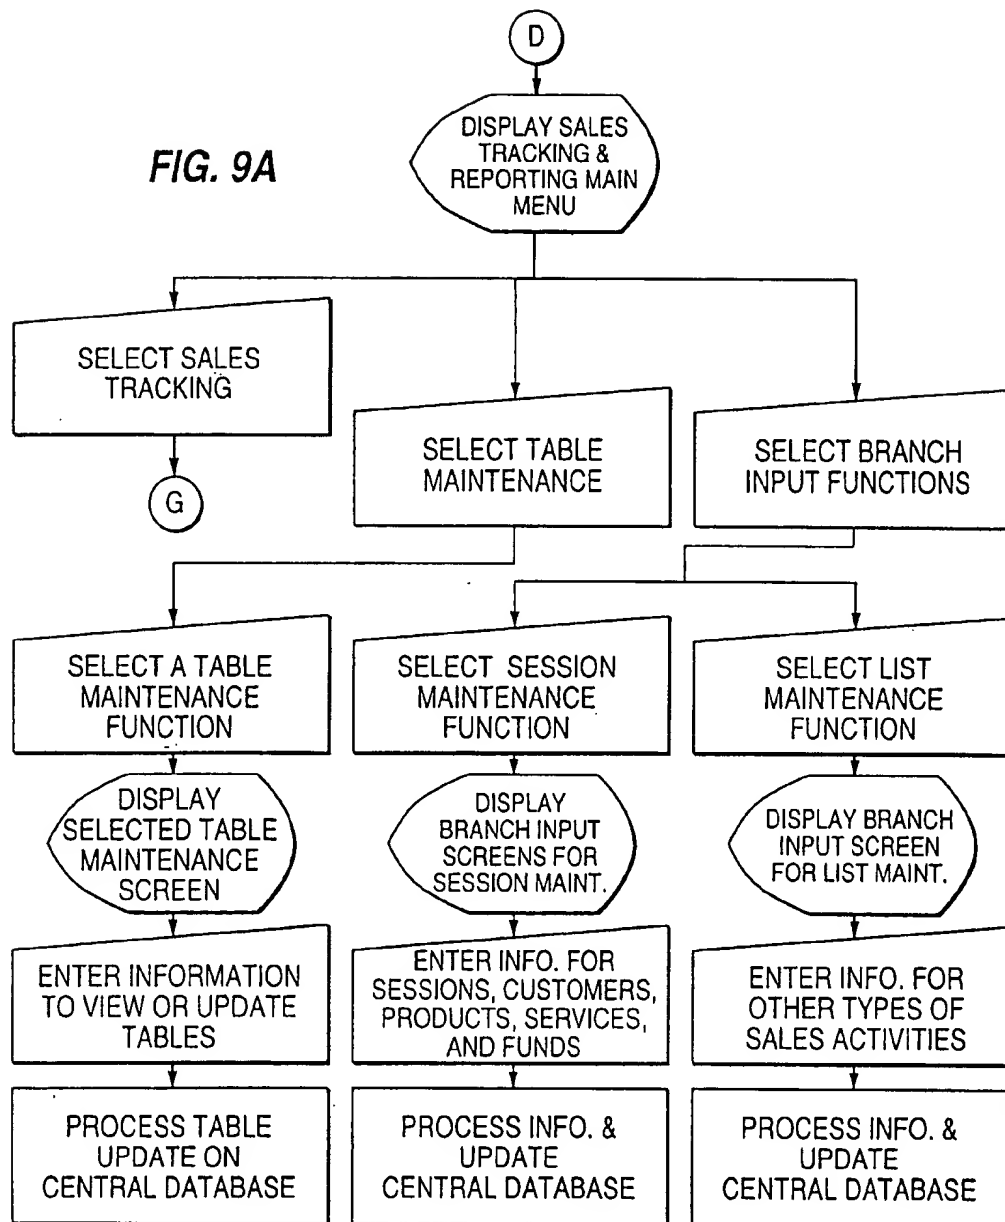 D
DISPLAY SALES
TRACKING &
REPORTING MAIN
MENU
FIG. 9A
SELECT SALES
TRACKING
G
SELECT TABLE
MAINTENANCE
SELECT BRANCH
INPUT FUNCTIONS
SELECT A TABLE
MAINTENANCE
FUNCTION
SELECT SESSION
MAINTENANCE
FUNCTION
SELECT LIST
MAINTENANCE
FUNCTION
DISPLAY
SELECTED TABLE
MAINTENANCE
SCREEN
DISPLAY
BRANCH INPUT
SCREENS FOR
SESSION MAINT.
DISPLAY BRANCH
INPUT SCREEN
FOR LIST MAINT.
ENTER INFORMATION
TO VIEW OR UPDATE
TABLES
ENTER INFO. FOR
SESSIONS, CUSTOMERS,
PRODUCTS, SERVICES,
AND FUNDS
ENTER INFO. FOR
OTHER TYPES OF
SALES ACTIVITIES
PROCESS TABLE
UPDATE ON
CENTRAL DATABASE
PROCESS INFO. &
UPDATE
CENTRAL DATABASE
PROCESS INFO. &
UPDATE
CENTRAL DATABASE